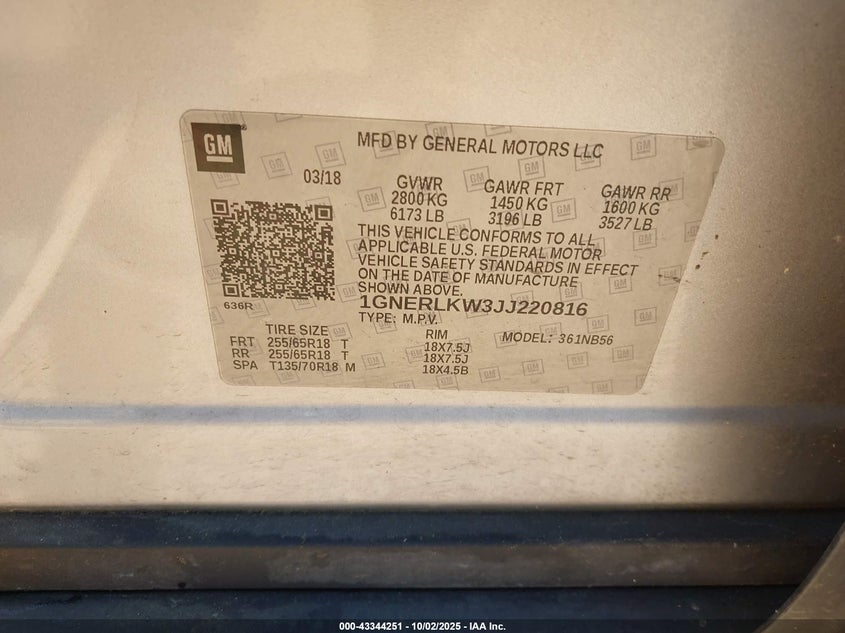 GM
MFD BY GENERAL MOTORS LLC
03/18
GVWR GAWR FRT GAWR RR
2800 KG 1450 KG 1600 KG
6173 LB 3196 LB 3527 LB
THIS VEHICLE CONFORMS TO ALL
APPLICABLE U.S. FEDERAL MOTOR
VEHICLE SAFETY STANDARDS IN EFFECT
ON THE DATE OF MANUFACTURE
SHOWN ABOVE.
636R
1GNERLKW3JJ220816
TYPE: M.P.V. MODEL: 361NB56
TIRE SIZE RIM
FRT 255/65R18 T 18X7.5J
RR 255/65R18 T 18X7.5J
SPA T135/70R18 M 18X4.5B
000-43344251 - 10/02/2025 - IAA Inc.